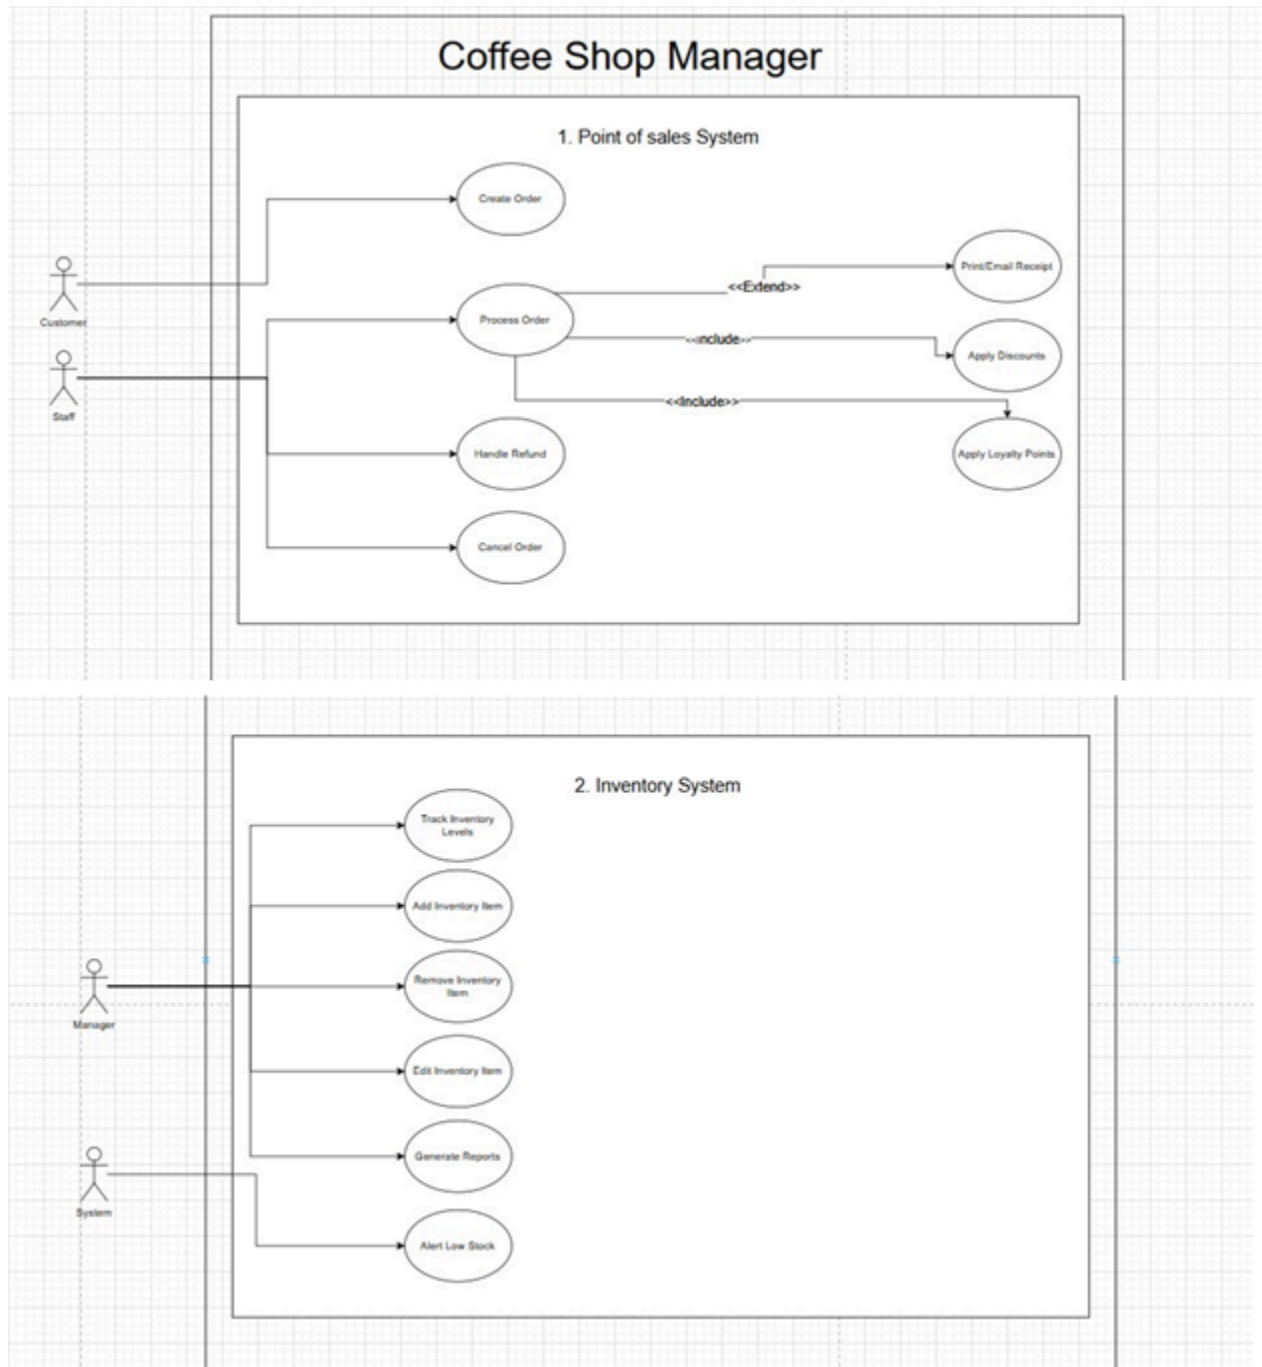 Coffee Shop Manager
1. Point of sales System
Create Order
Print/Email Receipt
<<Extend>>
Customer
Process Order
<<include>>
Apply Discounts
Staff
<<Include>>
Handle Refund
Apply Loyalty Points
Cancel Order
2. Inventory System
Track Inventory
Levels
Add Inventory Item
Remove Inventory
Item
Manager
Edit Inventory Item
Generate Reports
System
Alert Low Stock